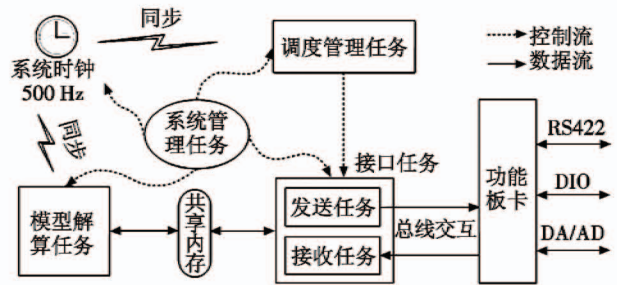 同步
调度管理任务
控制流
数据流
系统时钟
500 Hz
同步
系统管
理任务
接口任务
模型解
算任务
共享内存
发送任务
接收任务
总线交互
功能
板卡
RS422
DIO
DA/AD